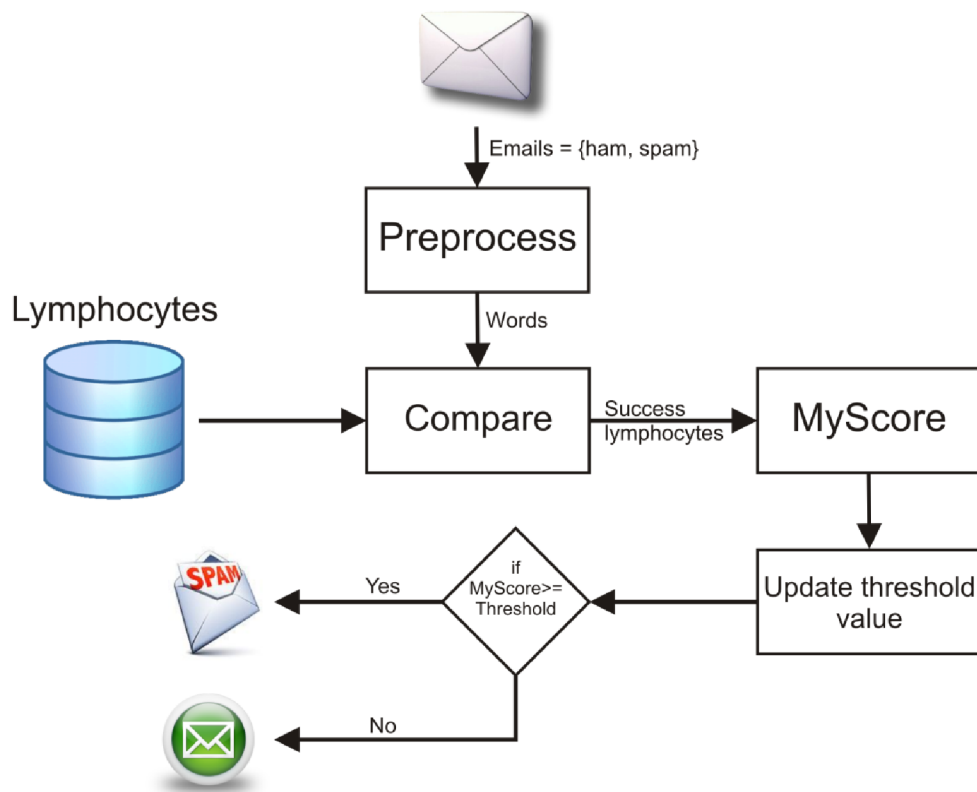 Emails = {ham, spam}
Preprocess
Words
Lymphocytes
Compare
Success
lymphocytes
MyScore
Update threshold
value
if
MyScore>=
Threshold
Yes
SPAM
No